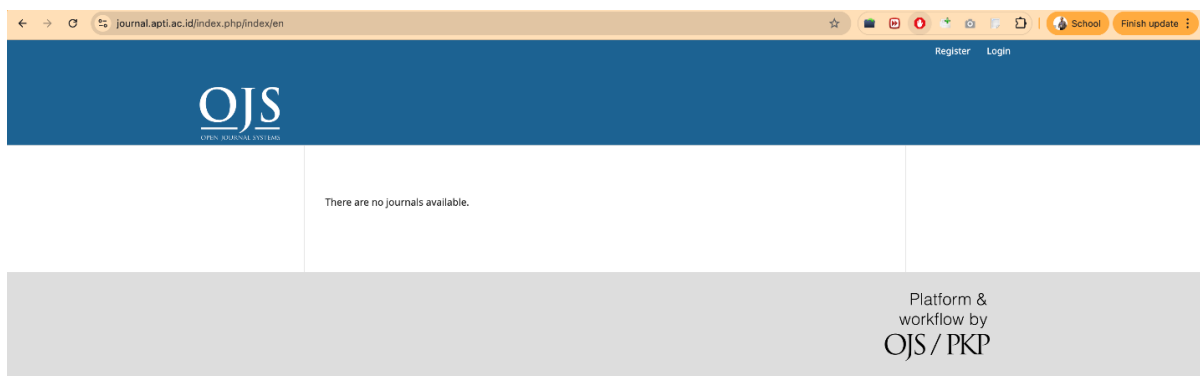 journal.apti.ac.id/index.php/index/en
School
Finish update
Register Login
OJS
OPEN JOURNAL SYSTEMS
There are no journals available.
Platform &
workflow by
OJS / PKP